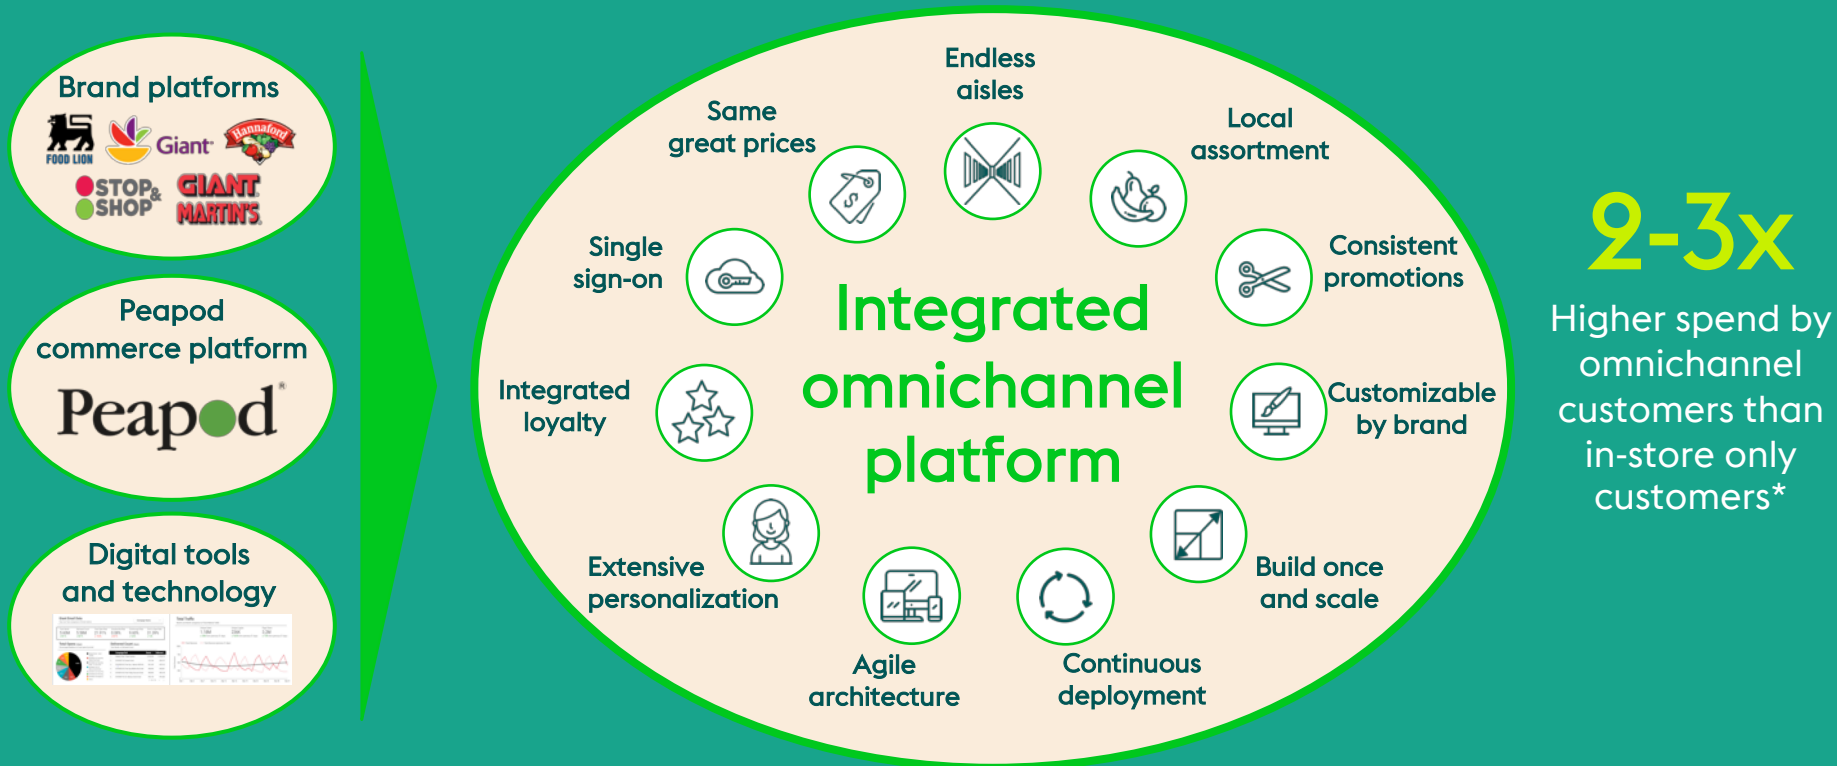 Brand platforms
FOOD LION
Giant
Hannaford
STOP&
SHOP
GIANT
MARTIN'S
Peapod
commerce platform
Peapod®
Digital tools
and technology
Endless
aisles
Same
great prices
Local
assortment
Single
sign-on
Consistent
promotions
Integrated
omnichannel
platform
Integrated
loyalty
Customizable
by brand
Extensive
personalization
Build once
and scale
Agile
architecture
Continuous
deployment
2-3x
Higher spend by
omnichannel
customers than
in-store only
customers*